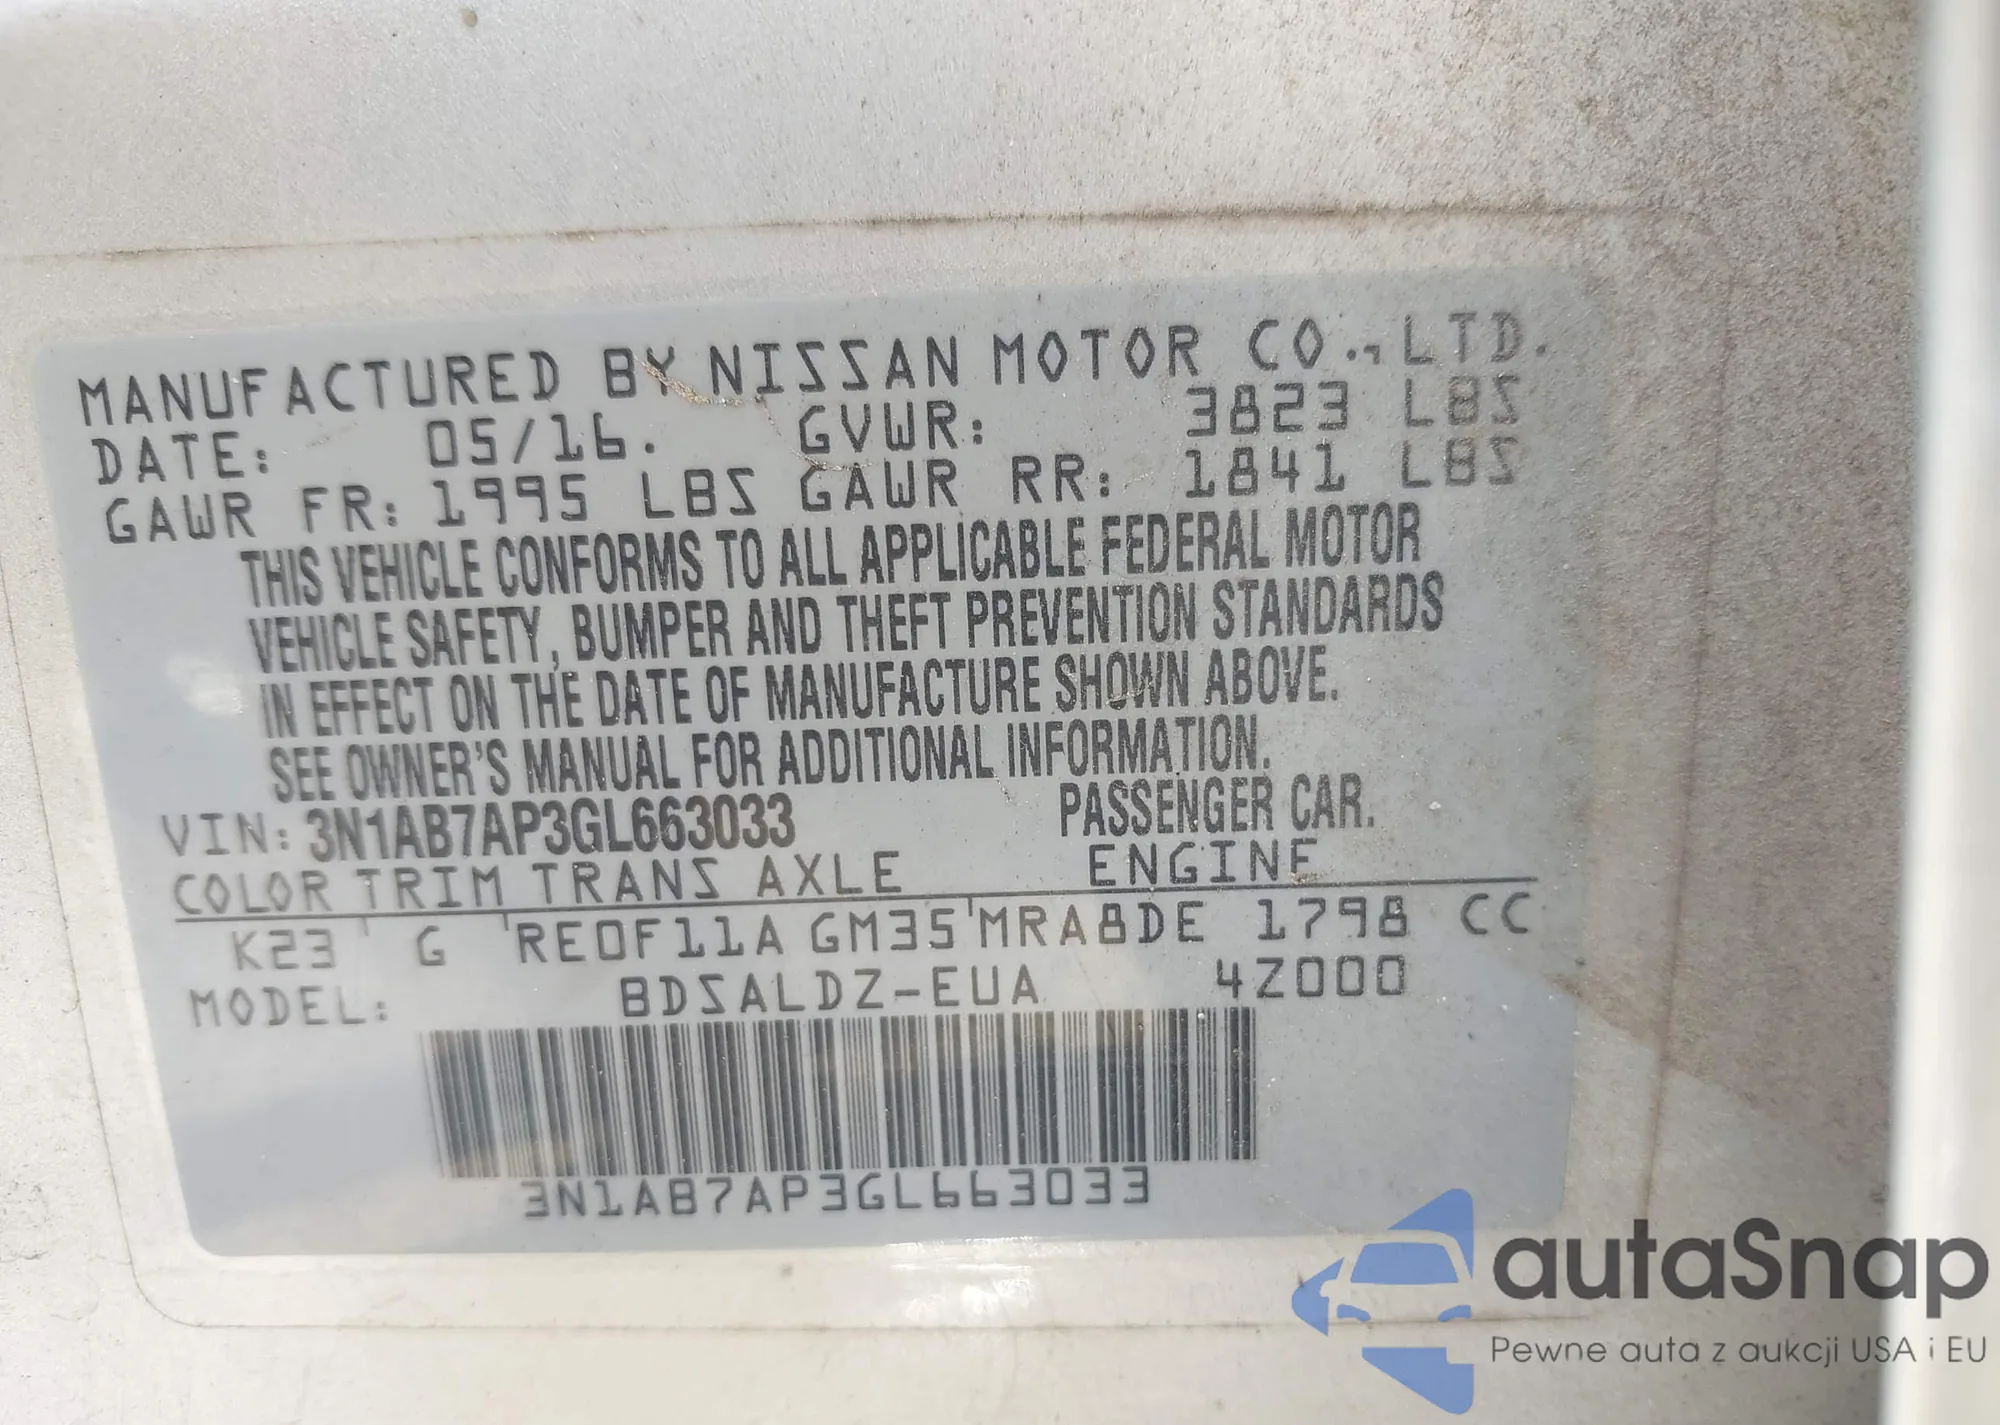 MANUFACTURED BY NISSAN MOTOR CO., LTD.
DATE: 05/16. GVWR: 3823 LBS
GAWR FR: 1995 LBS GAWR RR: 1841 LBS
THIS VEHICLE CONFORMS TO ALL APPLICABLE FEDERAL MOTOR
VEHICLE SAFETY, BUMPER AND THEFT PREVENTION STANDARDS
IN EFFECT ON THE DATE OF MANUFACTURE SHOWN ABOVE.
SEE OWNER'S MANUAL FOR ADDITIONAL INFORMATION.
VIN: 3N1AB7AP3GL663033 PASSENGER CAR.
COLOR TRIM TRANS AXLE ENGINE
K23 G RE0F11A GM35 MRA8DE 1798 CC
MODEL: BDSALDZ-EUA 4Z000
3N1AB7AP3GL663033
autaSnap
Pewne auta z aukcji USA i EU